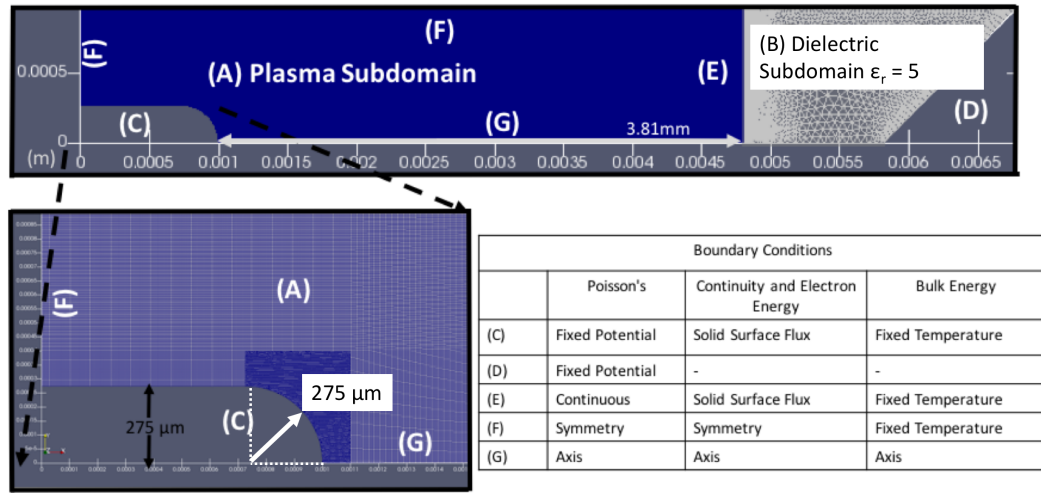 (F)
(F)
(A) Plasma Subdomain
(E)
(B) Dielectric
Subdomain εr = 5
0.0005
(C)
(G)
3.81mm
(D)
0
(m)
0 0.0005 0.001 0.0015 0.002 0.0025 0.003 0.0035 0.004 0.0045 0.005 0.0055 0.006 0.0065
(F)
(A)
275 µm
275 µm
(C)
(G)
Boundary Conditions
Poisson's Continuity and Electron Energy Bulk Energy
(C) Fixed Potential Solid Surface Flux Fixed Temperature
(D) Fixed Potential - -
(E) Continuous Solid Surface Flux Fixed Temperature
(F) Symmetry Symmetry Fixed Temperature
(G) Axis Axis Axis